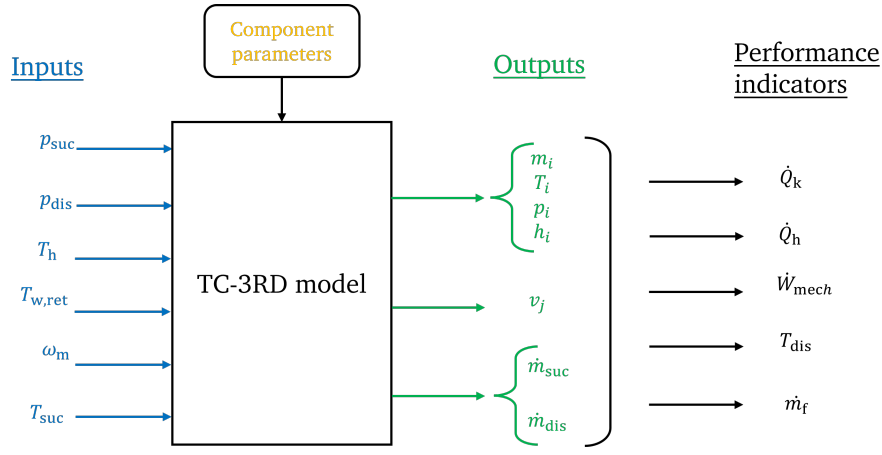 Component
parameters
Inputs
Outputs
Performance
indicators
p_suc
p_dis
T_h
T_w,ret
ω_m
T_suc
TC-3RD model
m_i
T_i
p_i
h_i
v_j
ṁ_suc
ṁ_dis
Q̇_k
Q̇_h
Ẇ_mech
T_dis
ṁ_f